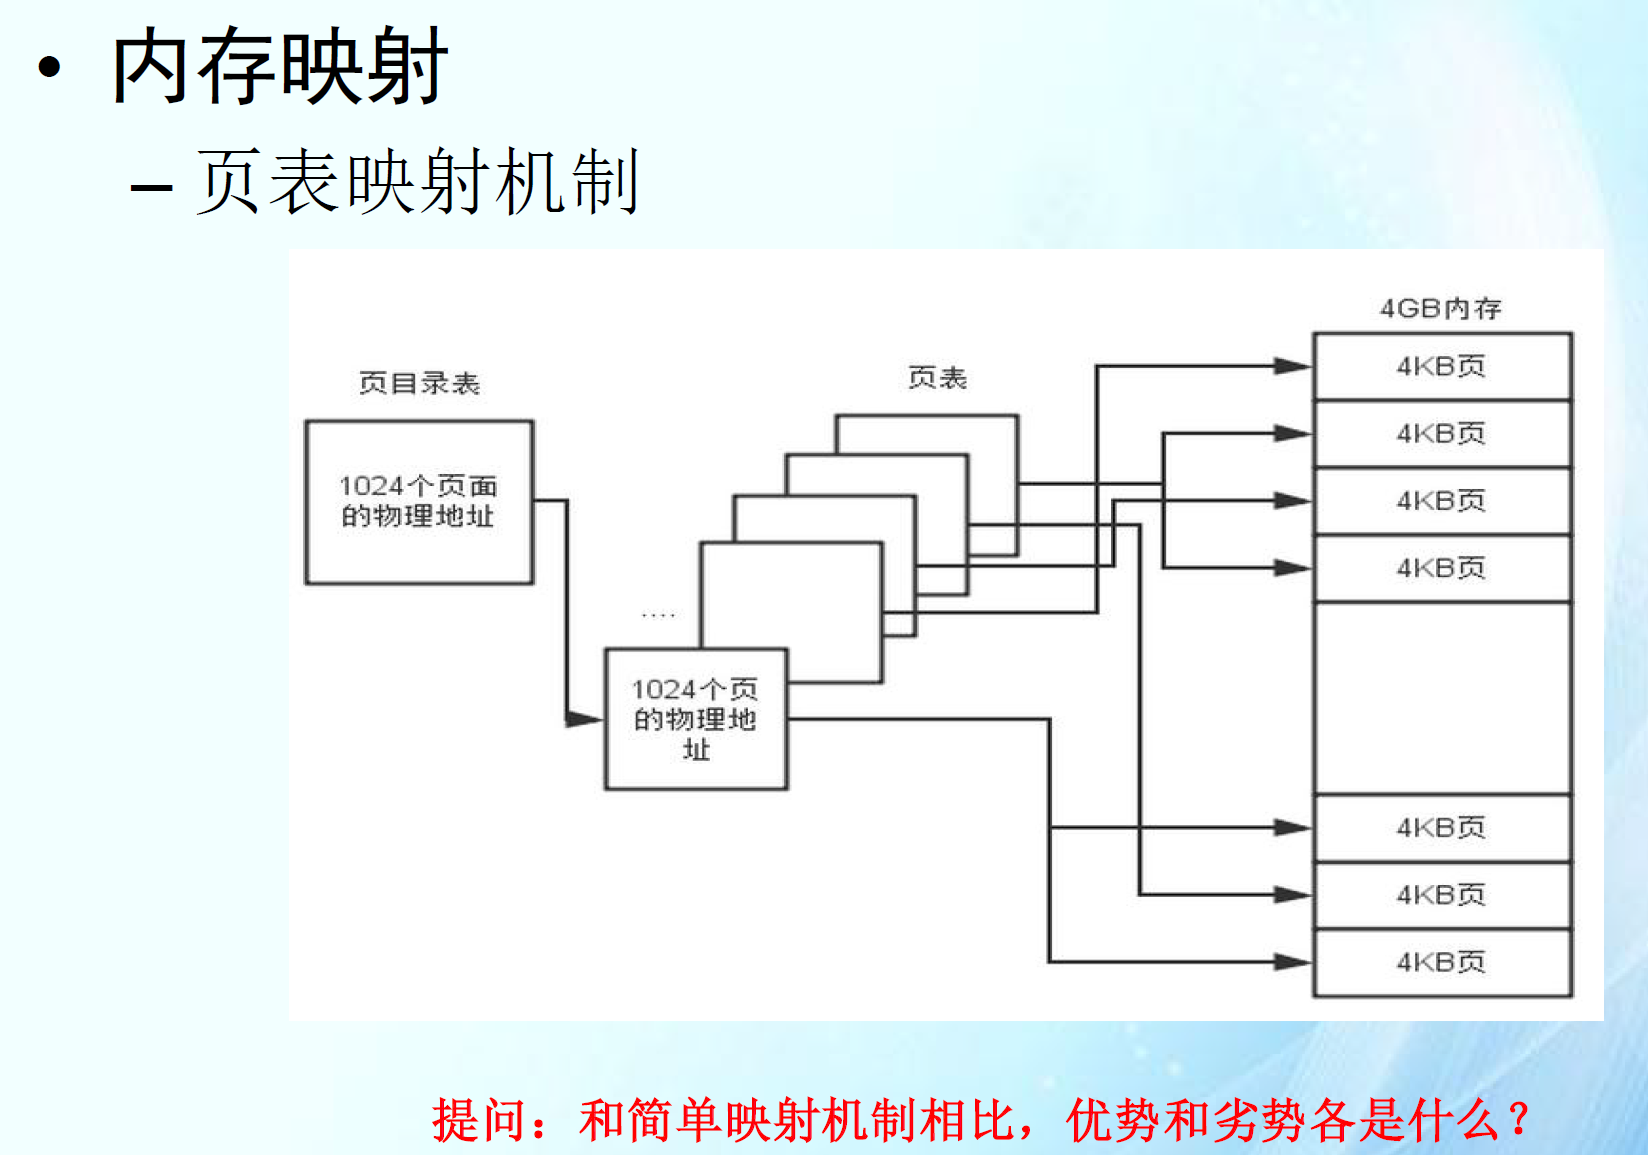 • 内存映射
– 页表映射机制
4GB内存
页目录表
页表
1024个页面
的物理地址
....
1024个页
的物理地
址
4KB页
4KB页
4KB页
4KB页
4KB页
4KB页
4KB页
提问：和简单映射机制相比，优势和劣势各是什么？